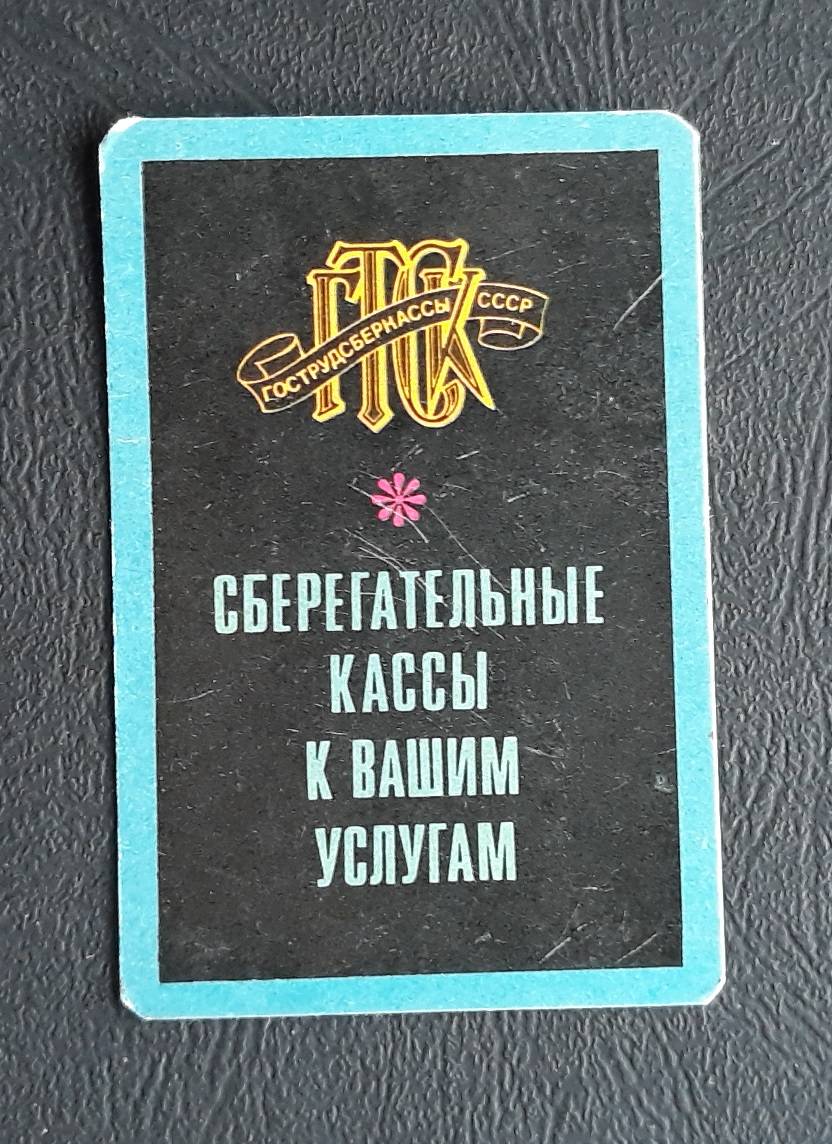 ГТСК
ГОСТРУДСБЕРКАССЫ СССР
СБЕРЕГАТЕЛЬНЫЕ
КАССЫ
К ВАШИМ
УСЛУГАМ